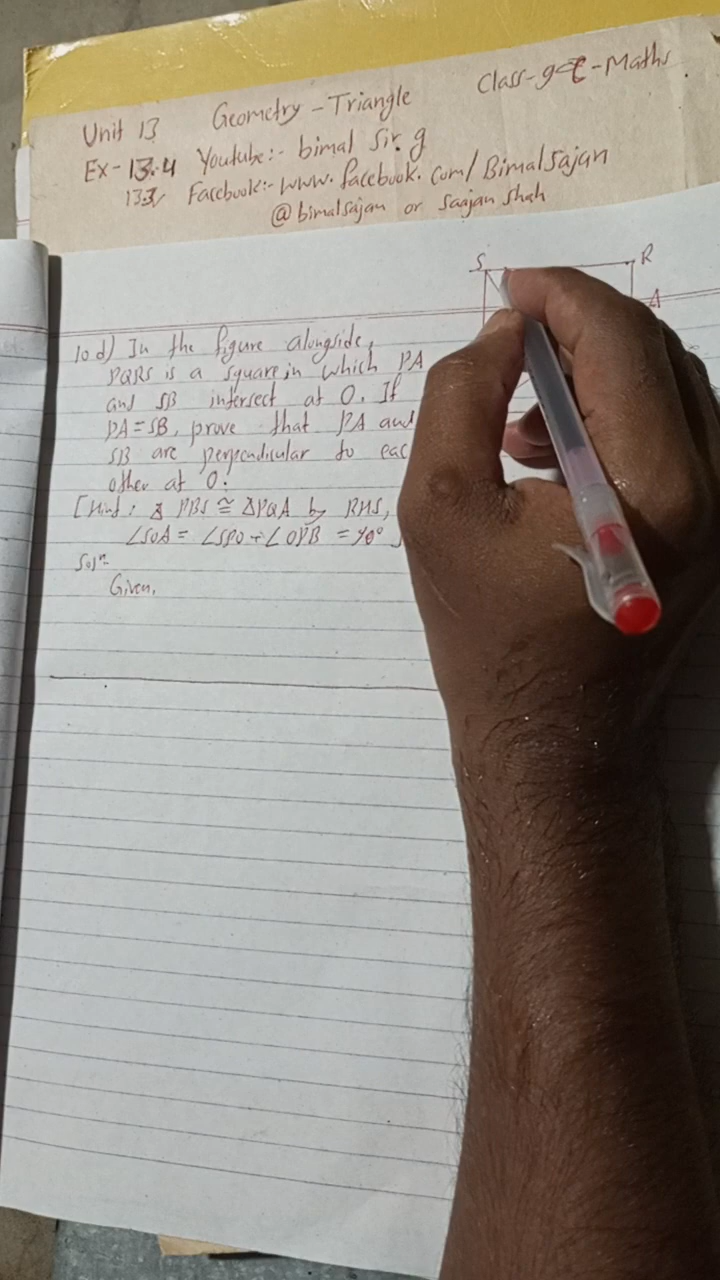 Unit 13 Geometry - Triangle Class-9 - Maths
Ex- 13.4 Youtube:- bimal Sir. g
13.3 Facebook:- www. facebook. com/ Bimalsajan
@ bimalsajan or Saajan Shah
S R
A
10 d) In the figure alongside,
PQRS is a square, in which PA
and SB intersect at O. If
PA = SB, prove that PA and
SB are perpendicular to eac
other at O.
[Hint: Δ PBS ≅ ΔPQA by RHS,
∠SOA = ∠SPO + ∠OPB = 90°
Solⁿ
Given,